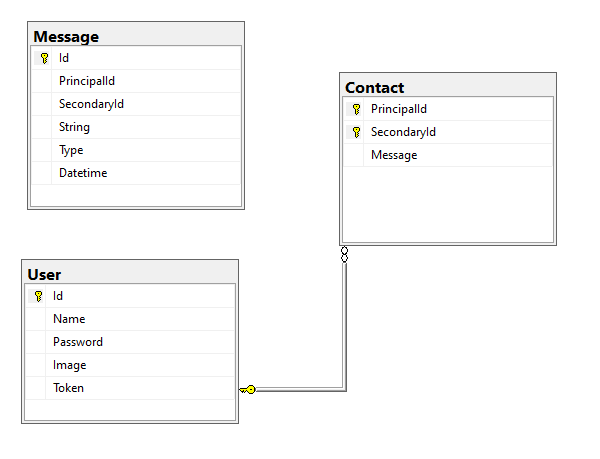 Message
Id
PrincipalId
SecondaryId
String
Type
Datetime
Contact
PrincipalId
SecondaryId
Message
User
Id
Name
Password
Image
Token